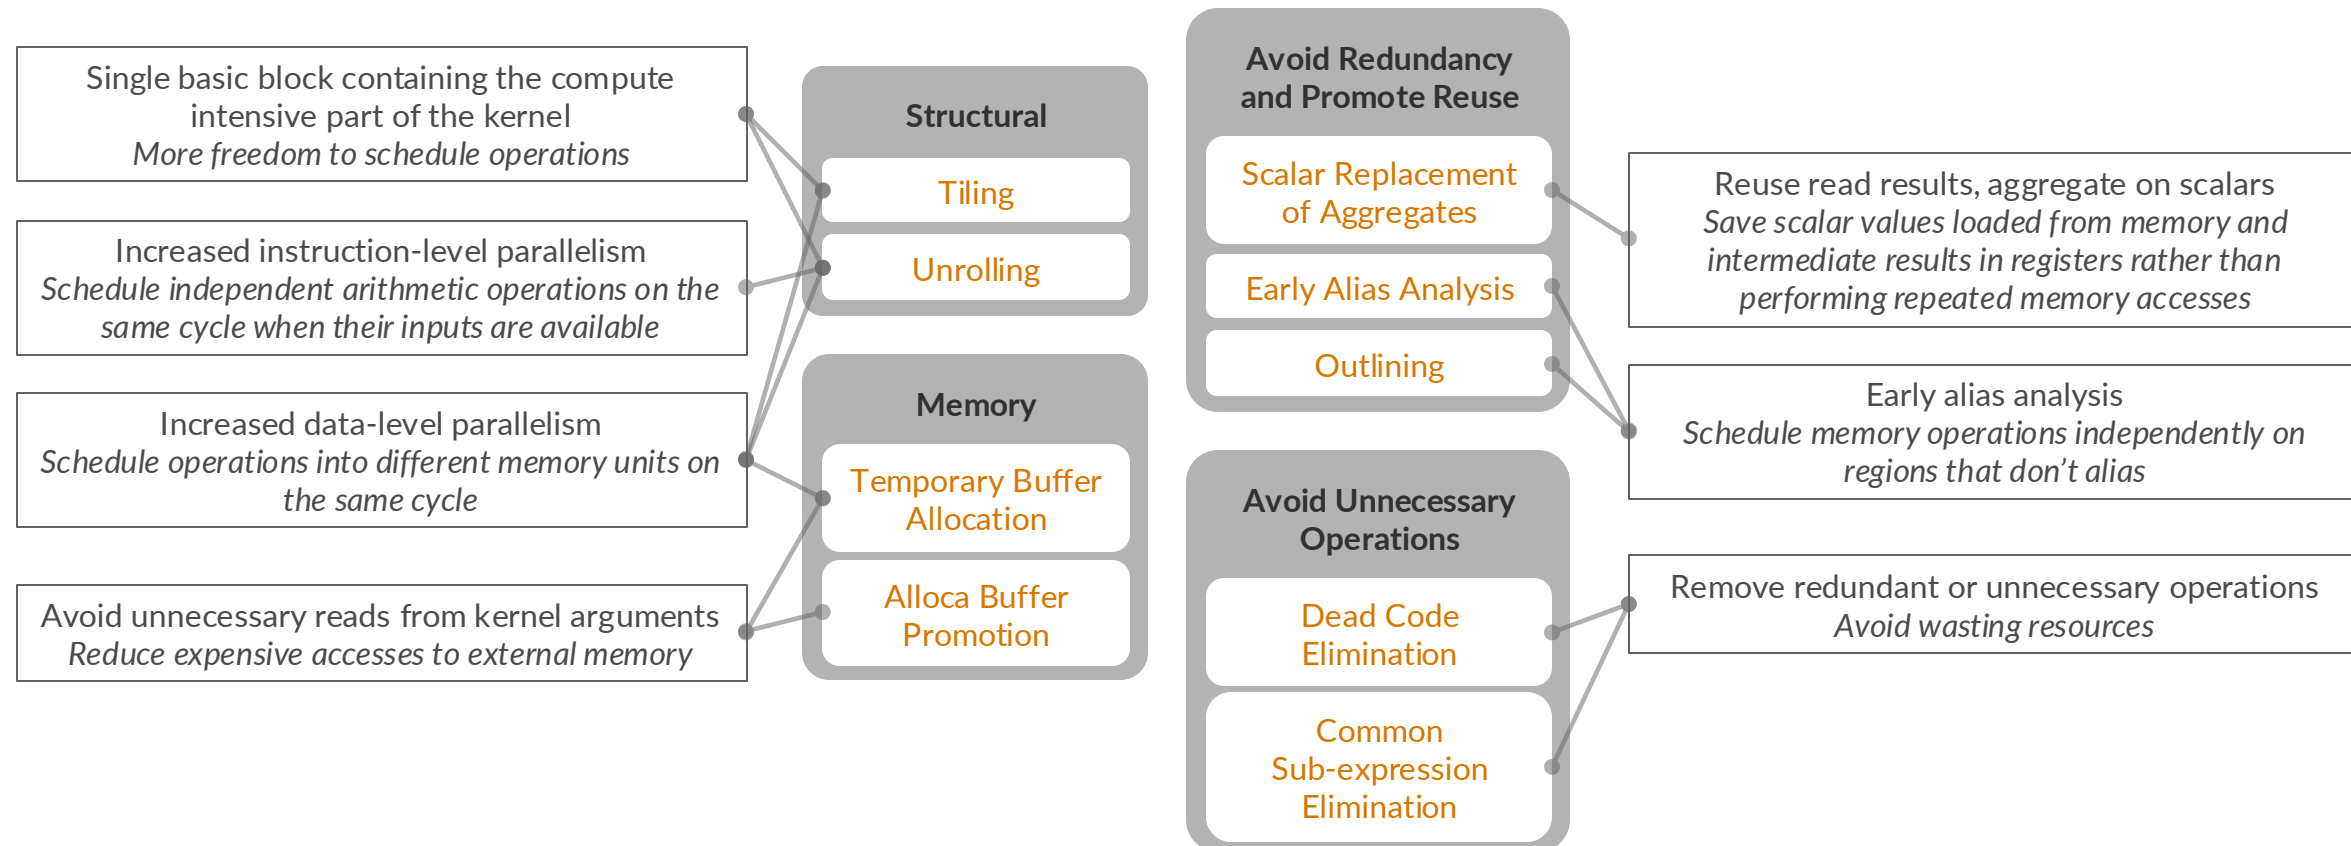 Single basic block containing the compute
intensive part of the kernel
More freedom to schedule operations
Increased instruction-level parallelism
Schedule independent arithmetic operations on the
same cycle when their inputs are available
Increased data-level parallelism
Schedule operations into different memory units on
the same cycle
Avoid unnecessary reads from kernel arguments
Reduce expensive accesses to external memory
Structural
Tiling
Unrolling
Memory
Temporary Buffer
Allocation
Alloca Buffer
Promotion
Avoid Redundancy
and Promote Reuse
Scalar Replacement
of Aggregates
Early Alias Analysis
Outlining
Avoid Unnecessary
Operations
Dead Code
Elimination
Common
Sub-expression
Elimination
Reuse read results, aggregate on scalars
Save scalar values loaded from memory and
intermediate results in registers rather than
performing repeated memory accesses
Early alias analysis
Schedule memory operations independently on
regions that don’t alias
Remove redundant or unnecessary operations
Avoid wasting resources